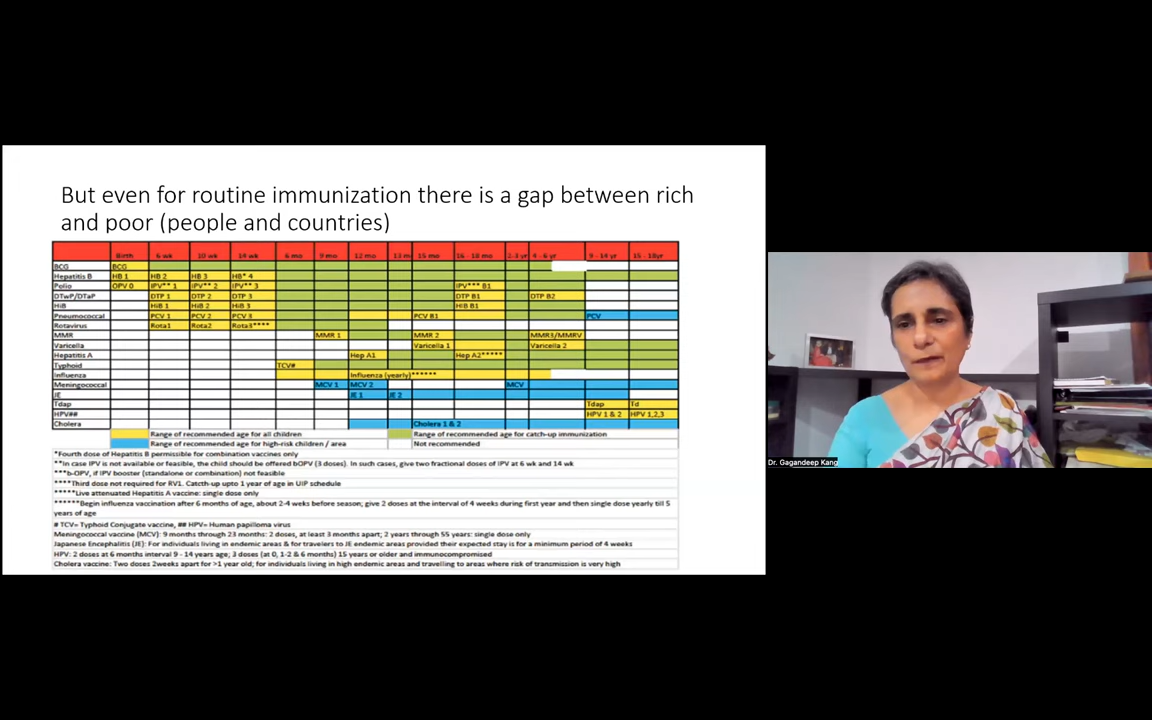 But even for routine immunization there is a gap between rich
and poor (people and countries)
Birth 6 wk 10 wk 14 wk 6 mo 9 mo 12 mo 13 m 15 mo 16 - 18 mo 2-3 yr 4 - 6 yr 9 - 14 yr 15 - 18yr
BCG BCG
Hepatitis B HB 1 HB 2 HB 3 HB* 4
Polio OPV 0 IPV** 1 IPV** 2 IPV** 3 IPV*** B1
DTwP/DTaP DTP 1 DTP 2 DTP 3 DTP B1 DTP B2
HiB HiB 1 HiB 2 HiB 3 HIB B1
Pneumococcal PCV 1 PCV 2 PCV 3 PCV B1 PCV
Rotavirus Rota1 Rota2 Rota3****
MMR MMR 1 MMR 2 MMR3/MMRV
Varicella Varicella 1 Varicella 2
Hepatitis A Hep A1 Hep A2*****
Typhoid TCV#
Influenza Influenza (yearly)******
Meningococcal MCV 1 MCV 2 MCV
JE JE 1 JE 2
Tdap Tdap Td
HPV## HPV 1 & 2 HPV 1,2,3
Cholera Cholera 1 & 2
Range of recommended age for all children Range of recommended age for catch-up immunization
Range of recommended age for high-risk children / area Not recommended
*Fourth dose of Hepatitis B permissible for combination vaccines only
**In case IPV is not available or feasible, the child should be offered bOPV (3 doses). In such cases, give two fractional doses of IPV at 6 wk and 14 wk
***b-OPV, if IPV booster (standalone or combination) not feasible
****Third dose not required for RV1. Catcth-up upto 1 year of age in UIP schedule
*****Live attenuated Hepatitis A vaccine: single dose only
******Begin influenza vaccination after 6 months of age, about 2-4 weks before season; give 2 doses at the interval of 4 weeks during first year and then single dose yearly till 5
years of age
# TCV= Typhoid Conjugate vaccine, ## HPV= Human papilloma virus
Meningococcal vaccine (MCV): 9 months through 23 months: 2 doses, at least 3 months apart; 2 years through 55 years: single dose only
Japanese Encephalitis (JE): For individuals living in endemic areas & for travelers to JE endemic areas provided their expected stay is for a minimum period of 4 weeks
HPV: 2 doses at 6 months interval 9 - 14 years age; 3 doses (at 0, 1-2 & 6 months) 15 years or older and immunocompromised
Cholera vaccine: Two doses 2weeks apart for >1 year old; for individuals living in high endemic areas and travelling to areas where risk of transmission is very high
Dr. Gagandeep Kang